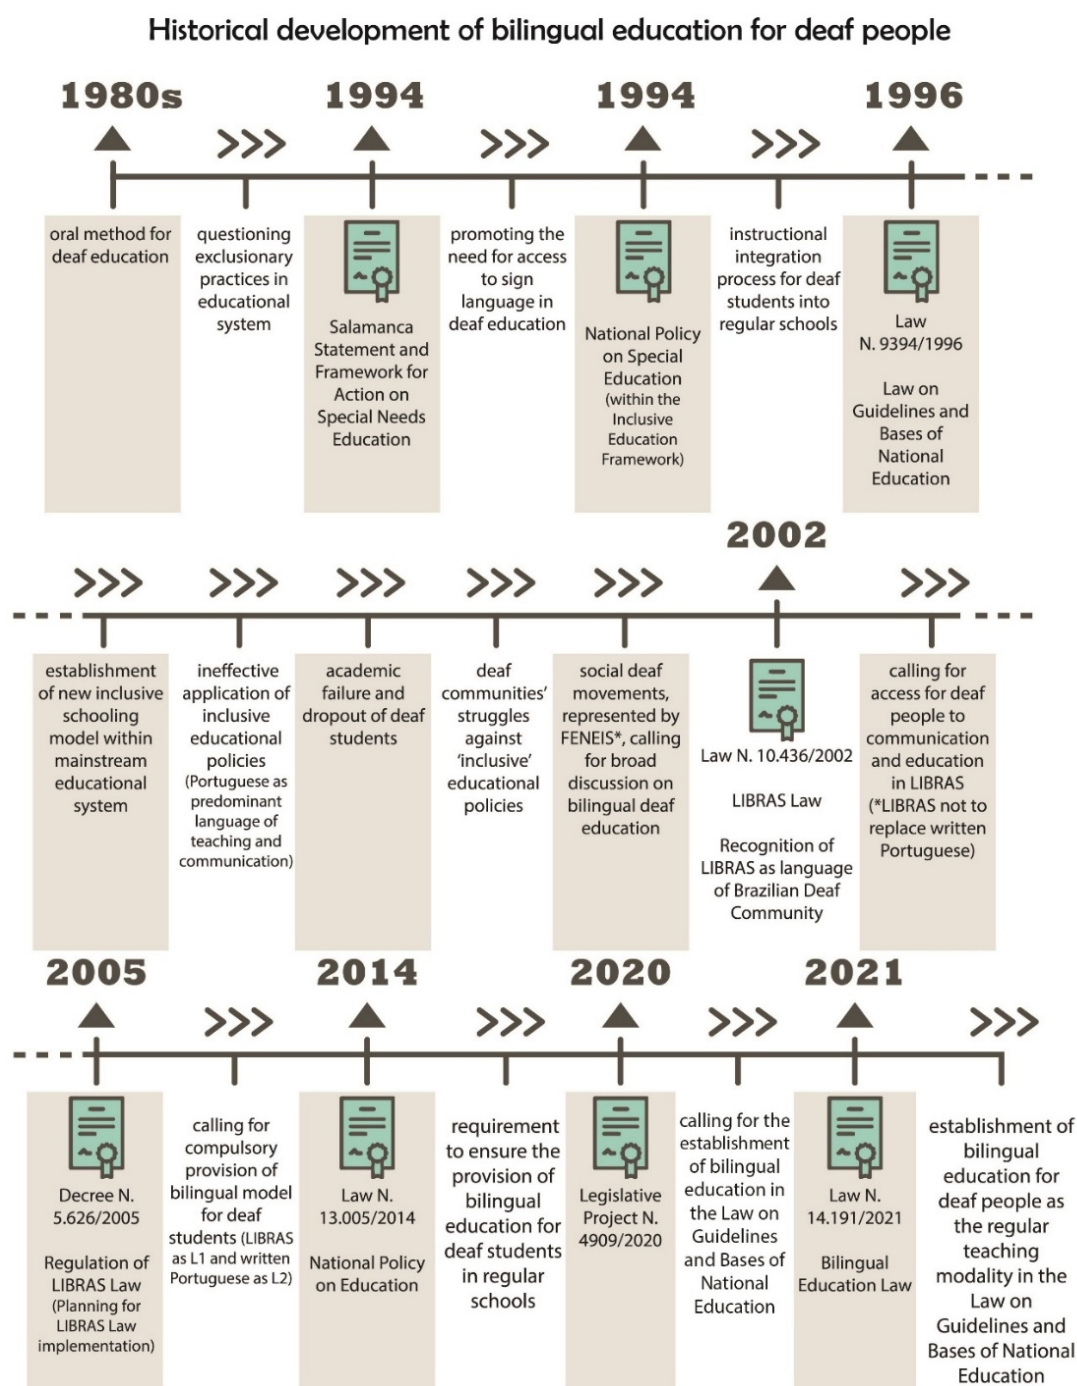 Historical development of bilingual education for deaf people
1980s
1994
1994
1996
oral method for
deaf education
questioning
exclusionary
practices in
educational
system
Salamanca
Statement and
Framework for
Action on
Special Needs
Education
promoting the
need for access
to sign
language in
deaf education
National Policy
on Special
Education
(within the
Inclusive
Education
Framework)
instructional
integration
process for deaf
students into
regular schools
Law
N. 9394/1996
Law on
Guidelines and
Bases of
National
Education
2002
establishment
of new inclusive
schooling
model within
mainstream
educational
system
ineffective
application of
inclusive
educational
policies
(Portuguese as
predominant
language of
teaching and
communication)
academic
failure and
dropout of deaf
students
deaf
communities'
struggles
against
'inclusive'
educational
policies
social deaf
movements,
represented by
FENEIS*, calling
for broad
discussion on
bilingual deaf
education
Law N. 10.436/2002
LIBRAS Law
Recognition of
LIBRAS as language
of Brazilian Deaf
Community
calling for
access for deaf
people to
communication
and education
in LIBRAS
(*LIBRAS not to
replace written
Portuguese)
2005
2014
2020
2021
Decree N.
5.626/2005
Regulation of
LIBRAS Law
(Planning for
LIBRAS Law
implementation)
calling for
compulsory
provision of
bilingual model
for deaf
students (LIBRAS
as L1 and written
Portuguese as L2)
Law N.
13.005/2014
National Policy
on Education
requirement
to ensure the
provision of
bilingual
education for
deaf students
in regular
schools
Legislative
Project N.
4909/2020
calling for the
establishment
of bilingual
education in
the Law on
Guidelines
and Bases of
National
Education
Law N.
14.191/2021
Bilingual
Education Law
establishment of
bilingual
education for
deaf people as
the regular
teaching
modality in the
Law on
Guidelines and
Bases of National
Education